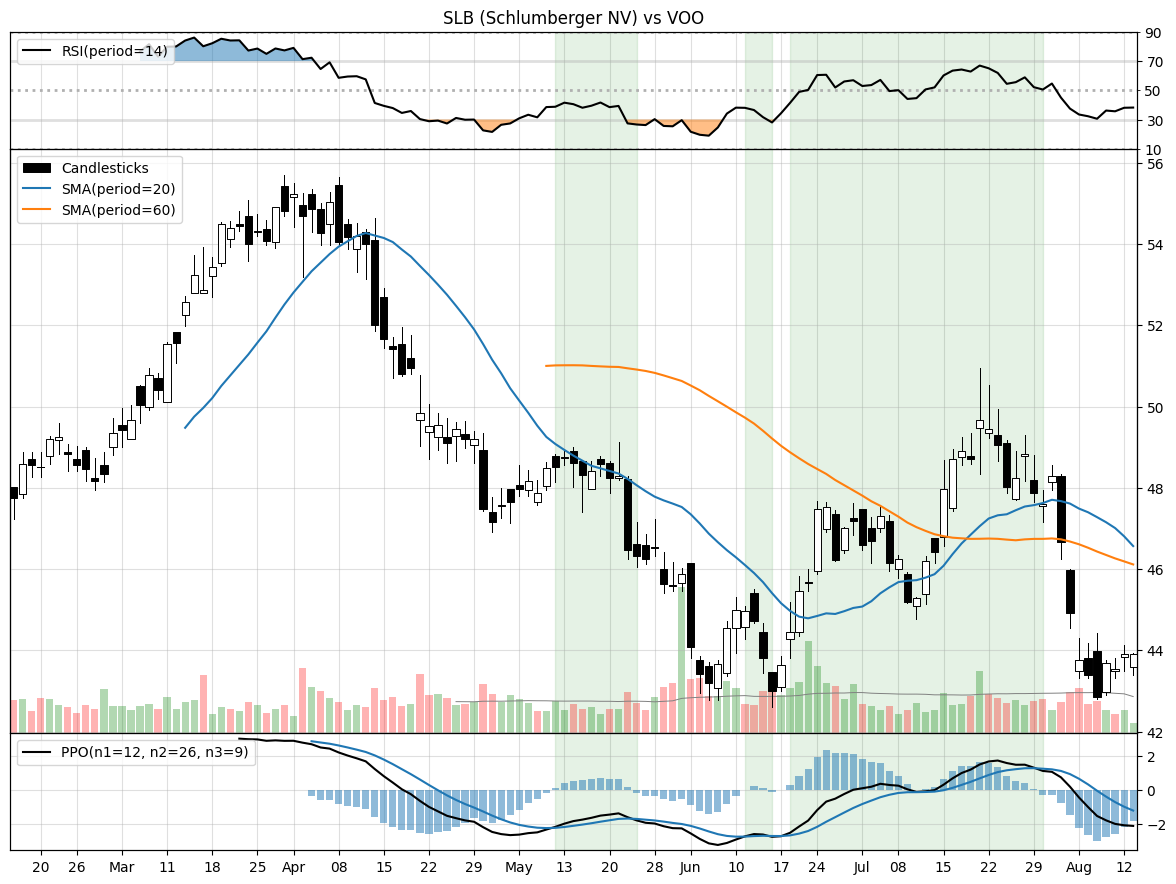 SLB (Schlumberger NV) vs VOO
RSI(period=14)
90
70
50
30
10
Candlesticks
SMA(period=20)
SMA(period=60)
56
54
52
50
48
46
44
42
PPO(n1=12, n2=26, n3=9)
2
0
−2
20 26 Mar 11 18 25 Apr 08 15 22 29 May 13 20 28 Jun 10 17 24 Jul 08 15 22 29 Aug 12